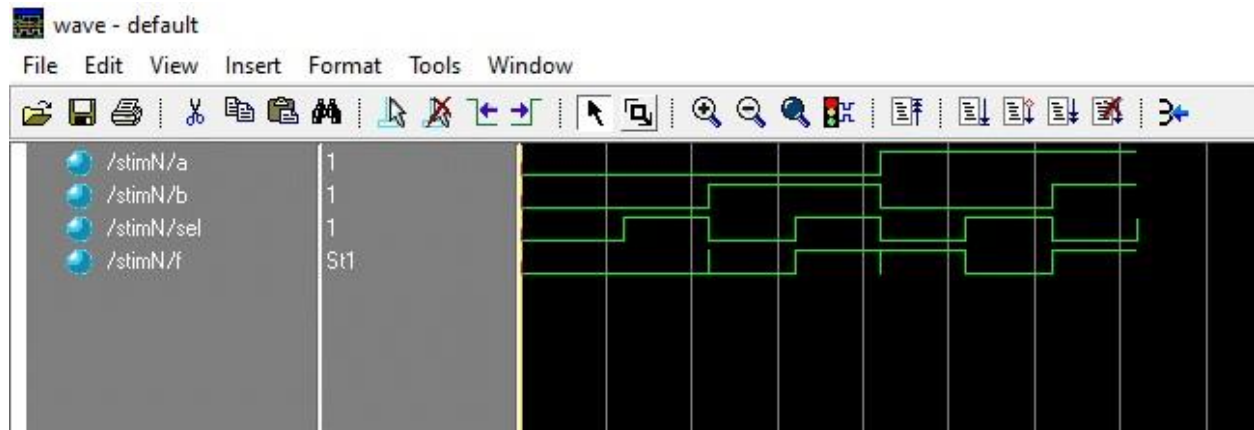 wave - default
File Edit View Insert Format Tools Window
/stimN/a 1
/stimN/b 1
/stimN/sel 1
/stimN/f St1